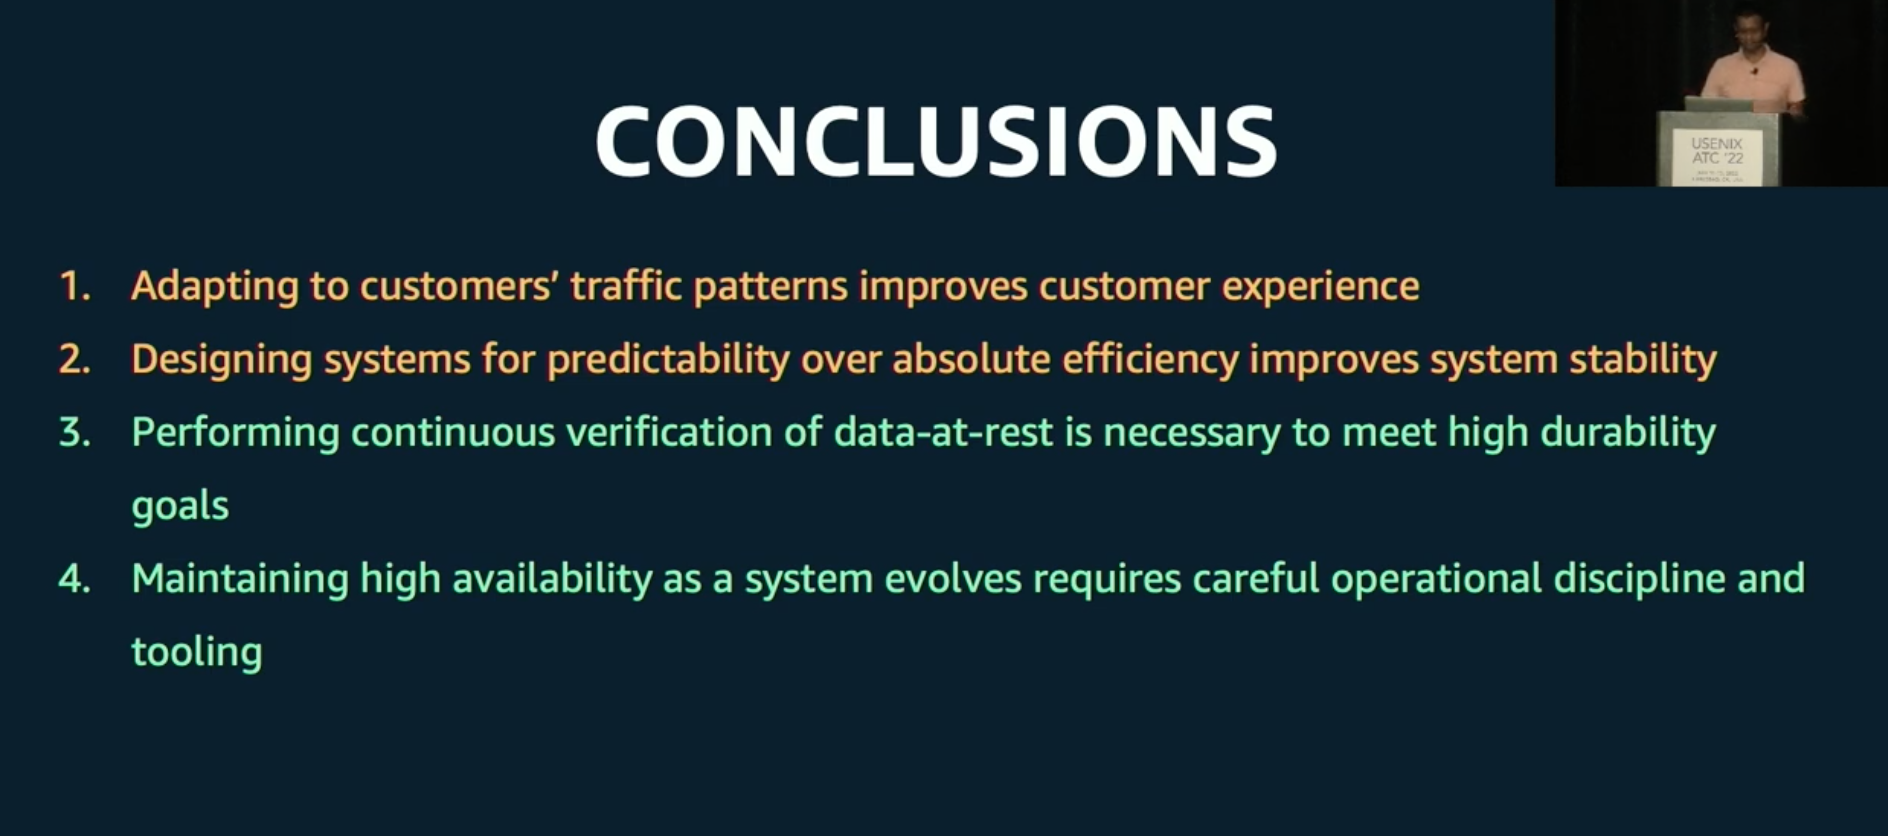 CONCLUSIONS
USENIX
ATC '22
1. Adapting to customers' traffic patterns improves customer experience
2. Designing systems for predictability over absolute efficiency improves system stability
3. Performing continuous verification of data-at-rest is necessary to meet high durability
goals
4. Maintaining high availability as a system evolves requires careful operational discipline and
tooling